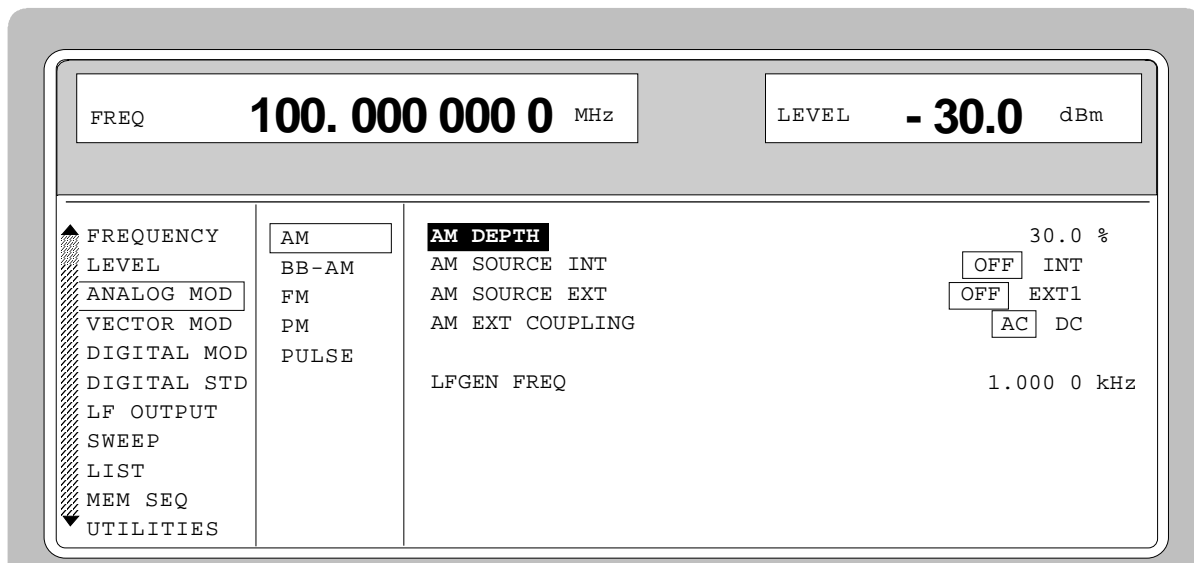 FREQ 100. 000 000 0 MHz LEVEL - 30.0 dBm
FREQUENCY AM AM DEPTH 30.0 %
LEVEL BB-AM AM SOURCE INT OFF INT
ANALOG MOD FM AM SOURCE EXT OFF EXT1
VECTOR MOD PM AM EXT COUPLING AC DC
DIGITAL MOD PULSE
DIGITAL STD LFGEN FREQ 1.000 0 kHz
LF OUTPUT
SWEEP
LIST
MEM SEQ
UTILITIES